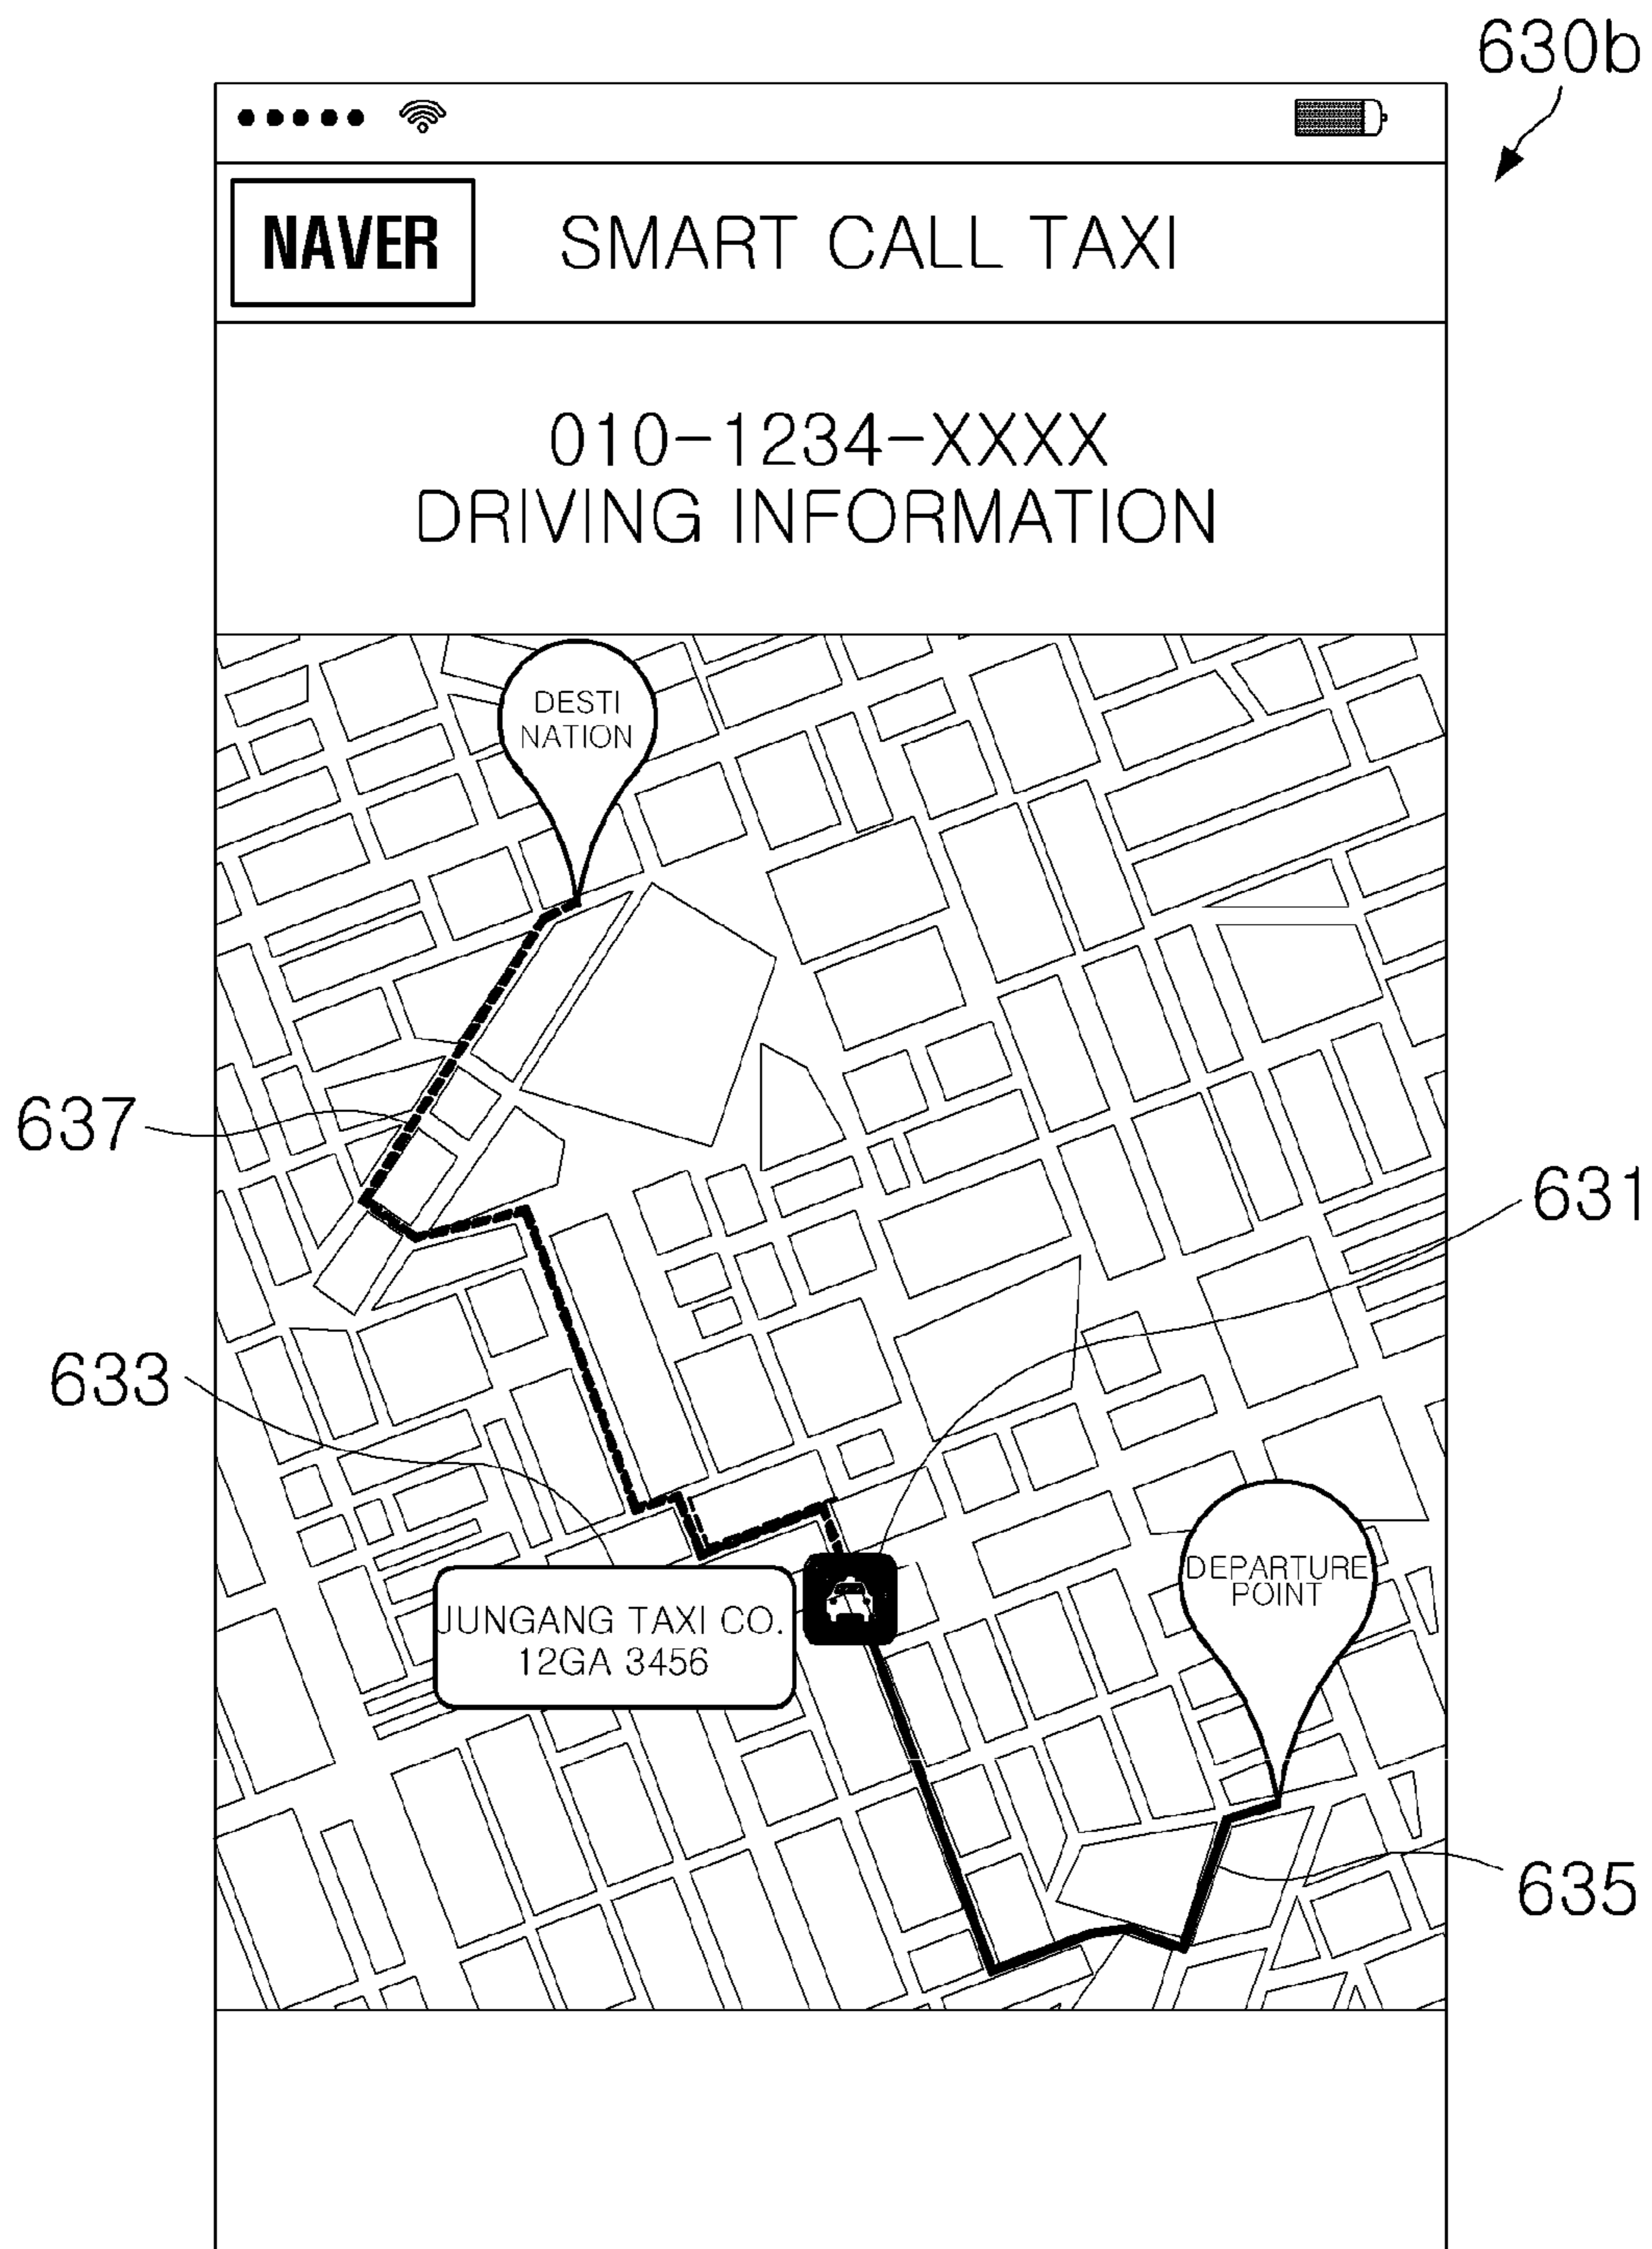 630b
NAVER SMART CALL TAXI
010-1234-XXXX
DRIVING INFORMATION
DESTI
NATION
637
631
633
DEPARTURE
POINT
JUNGANG TAXI CO.
12GA 3456
635